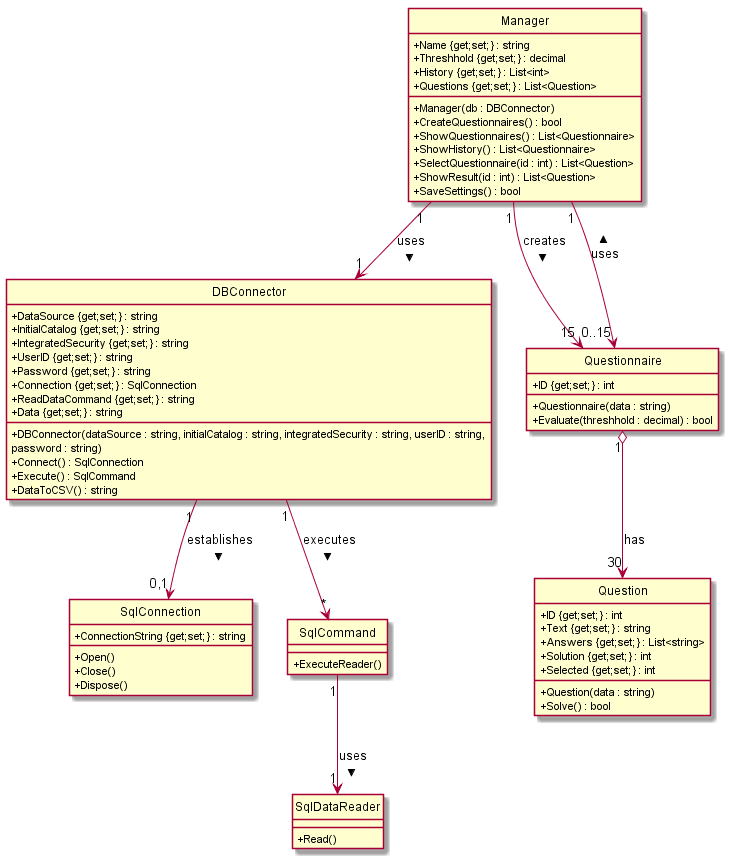 Manager
+Name {get;set;} : string
+Threshhold {get;set;} : decimal
+History {get;set;} : List<int>
+Questions {get;set;} : List<Question>
+Manager(db : DBConnector)
+CreateQuestionnaires() : bool
+ShowQuestionnaires() : List<Questionnaire>
+ShowHistory() : List<Questionnaire>
+SelectQuestionnaire(id : int) : List<Question>
+ShowResult(id : int) : List<Question>
+SaveSettings() : bool
1
1
1
uses
▼
creates
▼
▲
uses
1
15
0..15
DBConnector
+DataSource {get;set;} : string
+InitialCatalog {get;set;} : string
+IntegratedSecurity {get;set;} : string
+UserID {get;set;} : string
+Password {get;set;} : string
+Connection {get;set;} : SqlConnection
+ReadDataCommand {get;set;} : string
+Data {get;set;} : string
+DBConnector(dataSource : string, initialCatalog : string, integratedSecurity : string, userID : string,
password : string)
+Connect() : SqlConnection
+Execute() : SqlCommand
+DataToCSV() : string
Questionnaire
+ID {get;set;} : int
+Questionnaire(data : string)
+Evaluate(threshhold : decimal) : bool
1
1
1
establishes
▼
executes
▼
has
0,1
*
30
SqlConnection
+ConnectionString {get;set;} : string
+Open()
+Close()
+Dispose()
SqlCommand
+ExecuteReader()
Question
+ID {get;set;} : int
+Text {get;set;} : string
+Answers {get;set;} : List<string>
+Solution {get;set;} : int
+Selected {get;set;} : int
+Question(data : string)
+Solve() : bool
1
uses
▼
1
SqlDataReader
+Read()